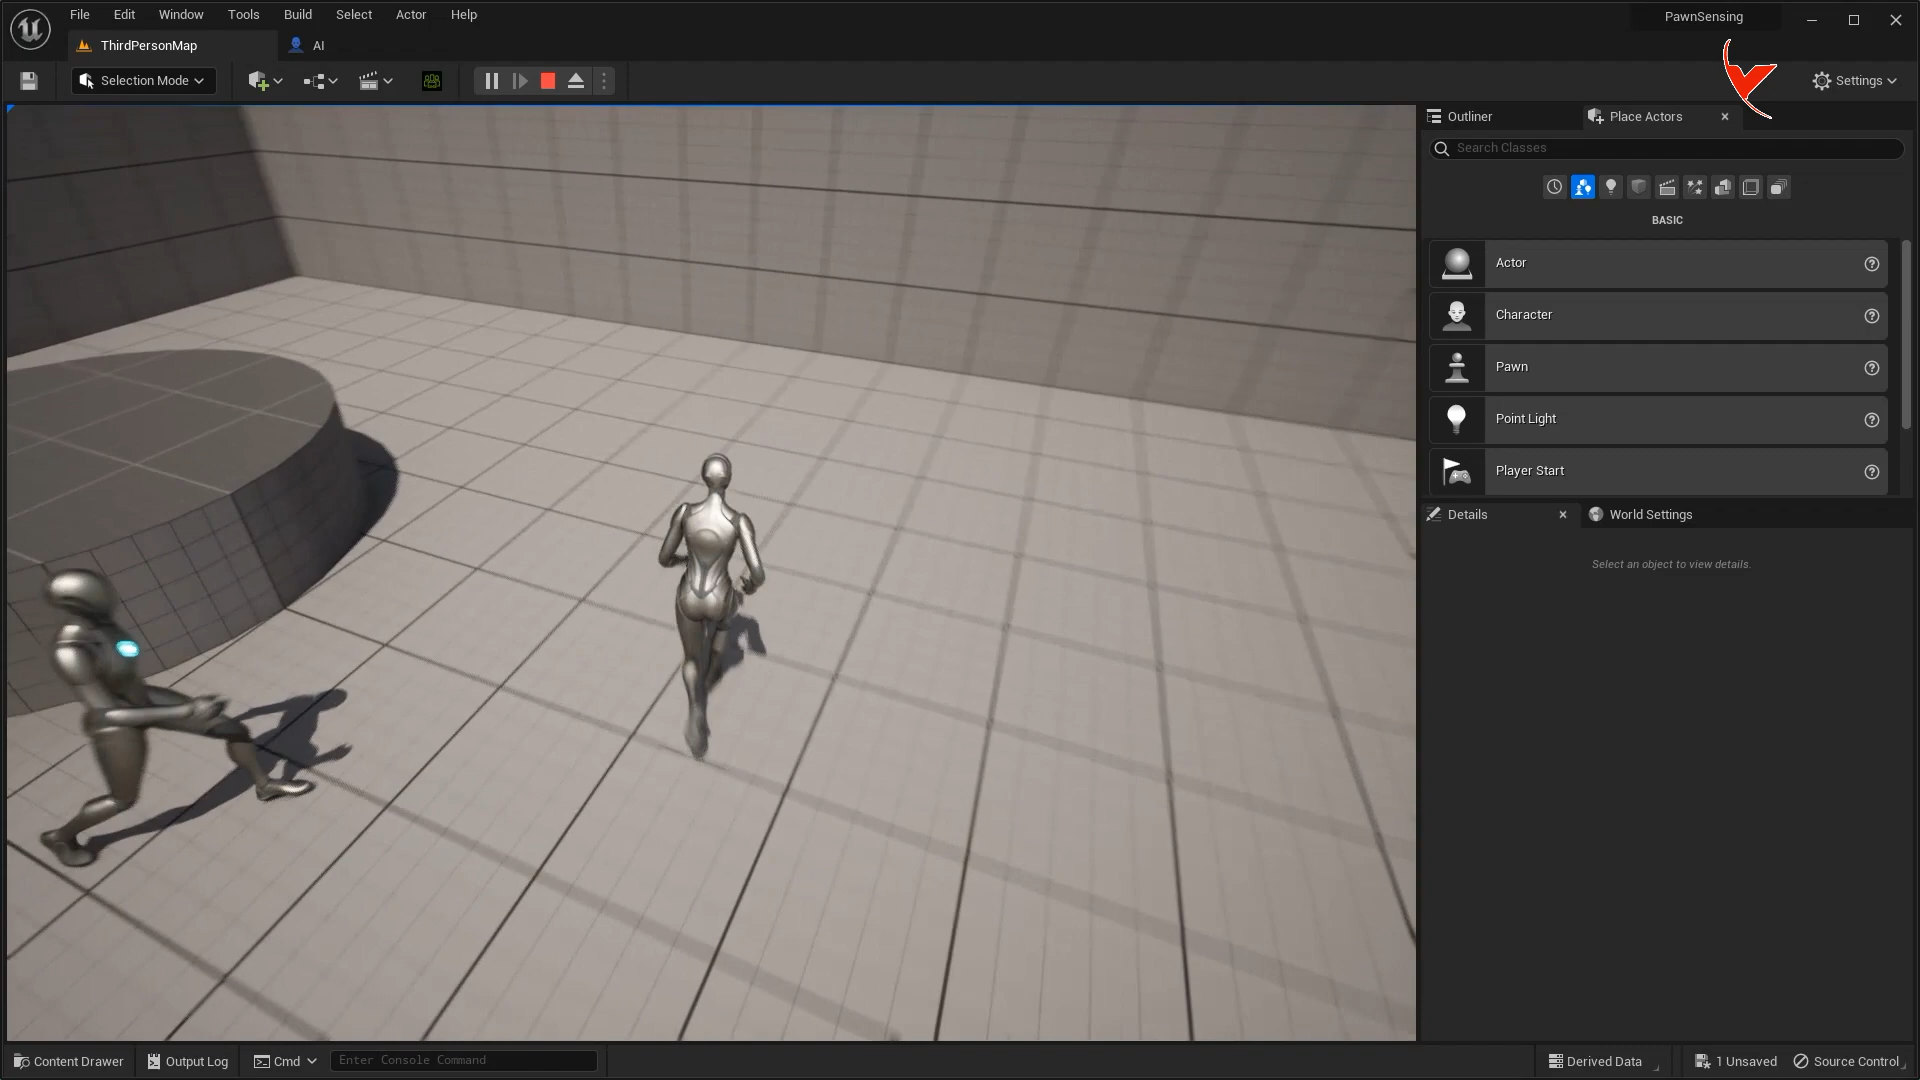 File Edit Window Tools Build Select Actor Help
PawnSensing
ThirdPersonMap AI
Selection Mode
Settings
Outliner Place Actors
Search Classes
BASIC
Actor
Character
Pawn
Point Light
Player Start
Details World Settings
Select an object to view details.
Content Drawer Output Log Cmd Enter Console Command Derived Data 1 Unsaved Source Control